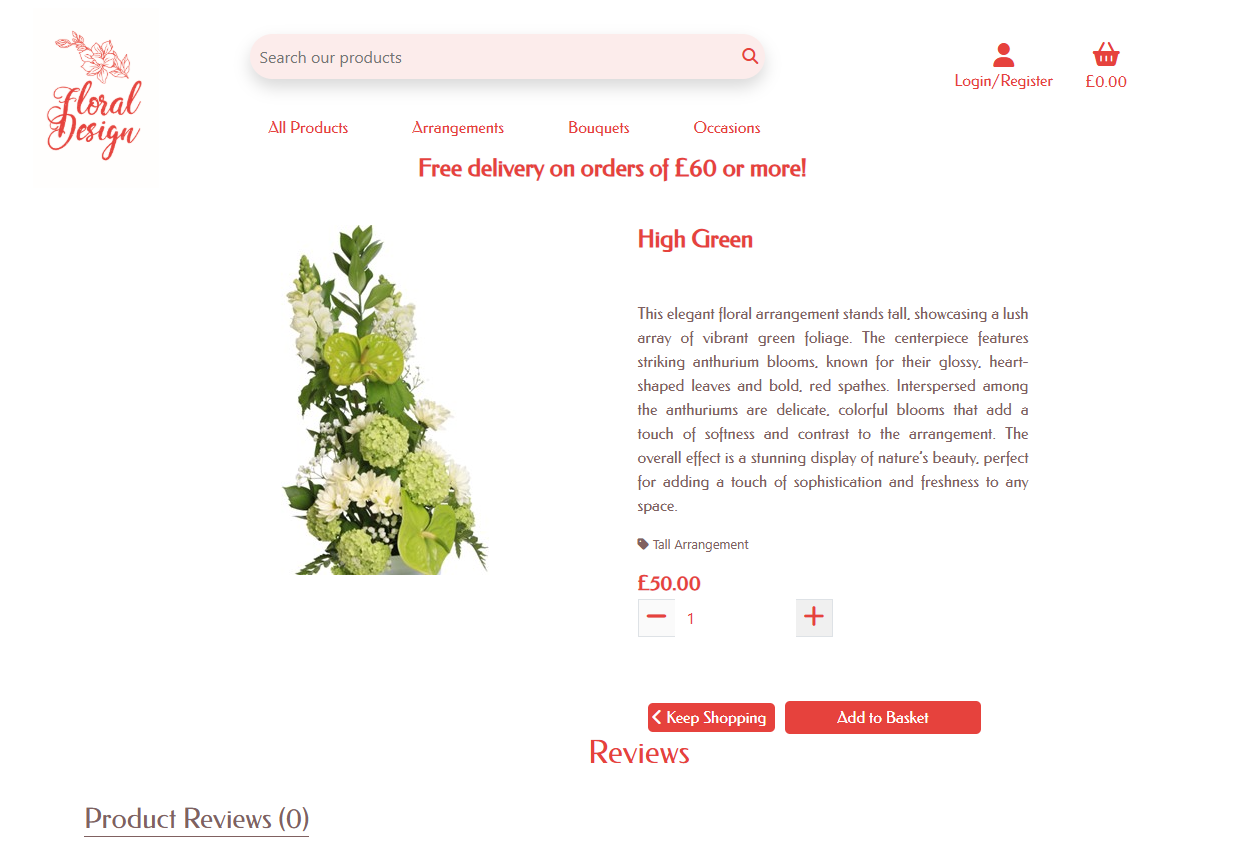 Floral
Design
Search our products
Login/Register
£0.00
All Products
Arrangements
Bouquets
Occasions
Free delivery on orders of £60 or more!
High Green
This elegant floral arrangement stands tall, showcasing a lush
array of vibrant green foliage. The centerpiece features
striking anthurium blooms, known for their glossy, heart-
shaped leaves and bold, red spathes. Interspersed among
the anthuriums are delicate, colorful blooms that add a
touch of softness and contrast to the arrangement. The
overall effect is a stunning display of nature's beauty, perfect
for adding a touch of sophistication and freshness to any
space.
Tall Arrangement
£50.00
1
Keep Shopping
Add to Basket
Reviews
Product Reviews (0)